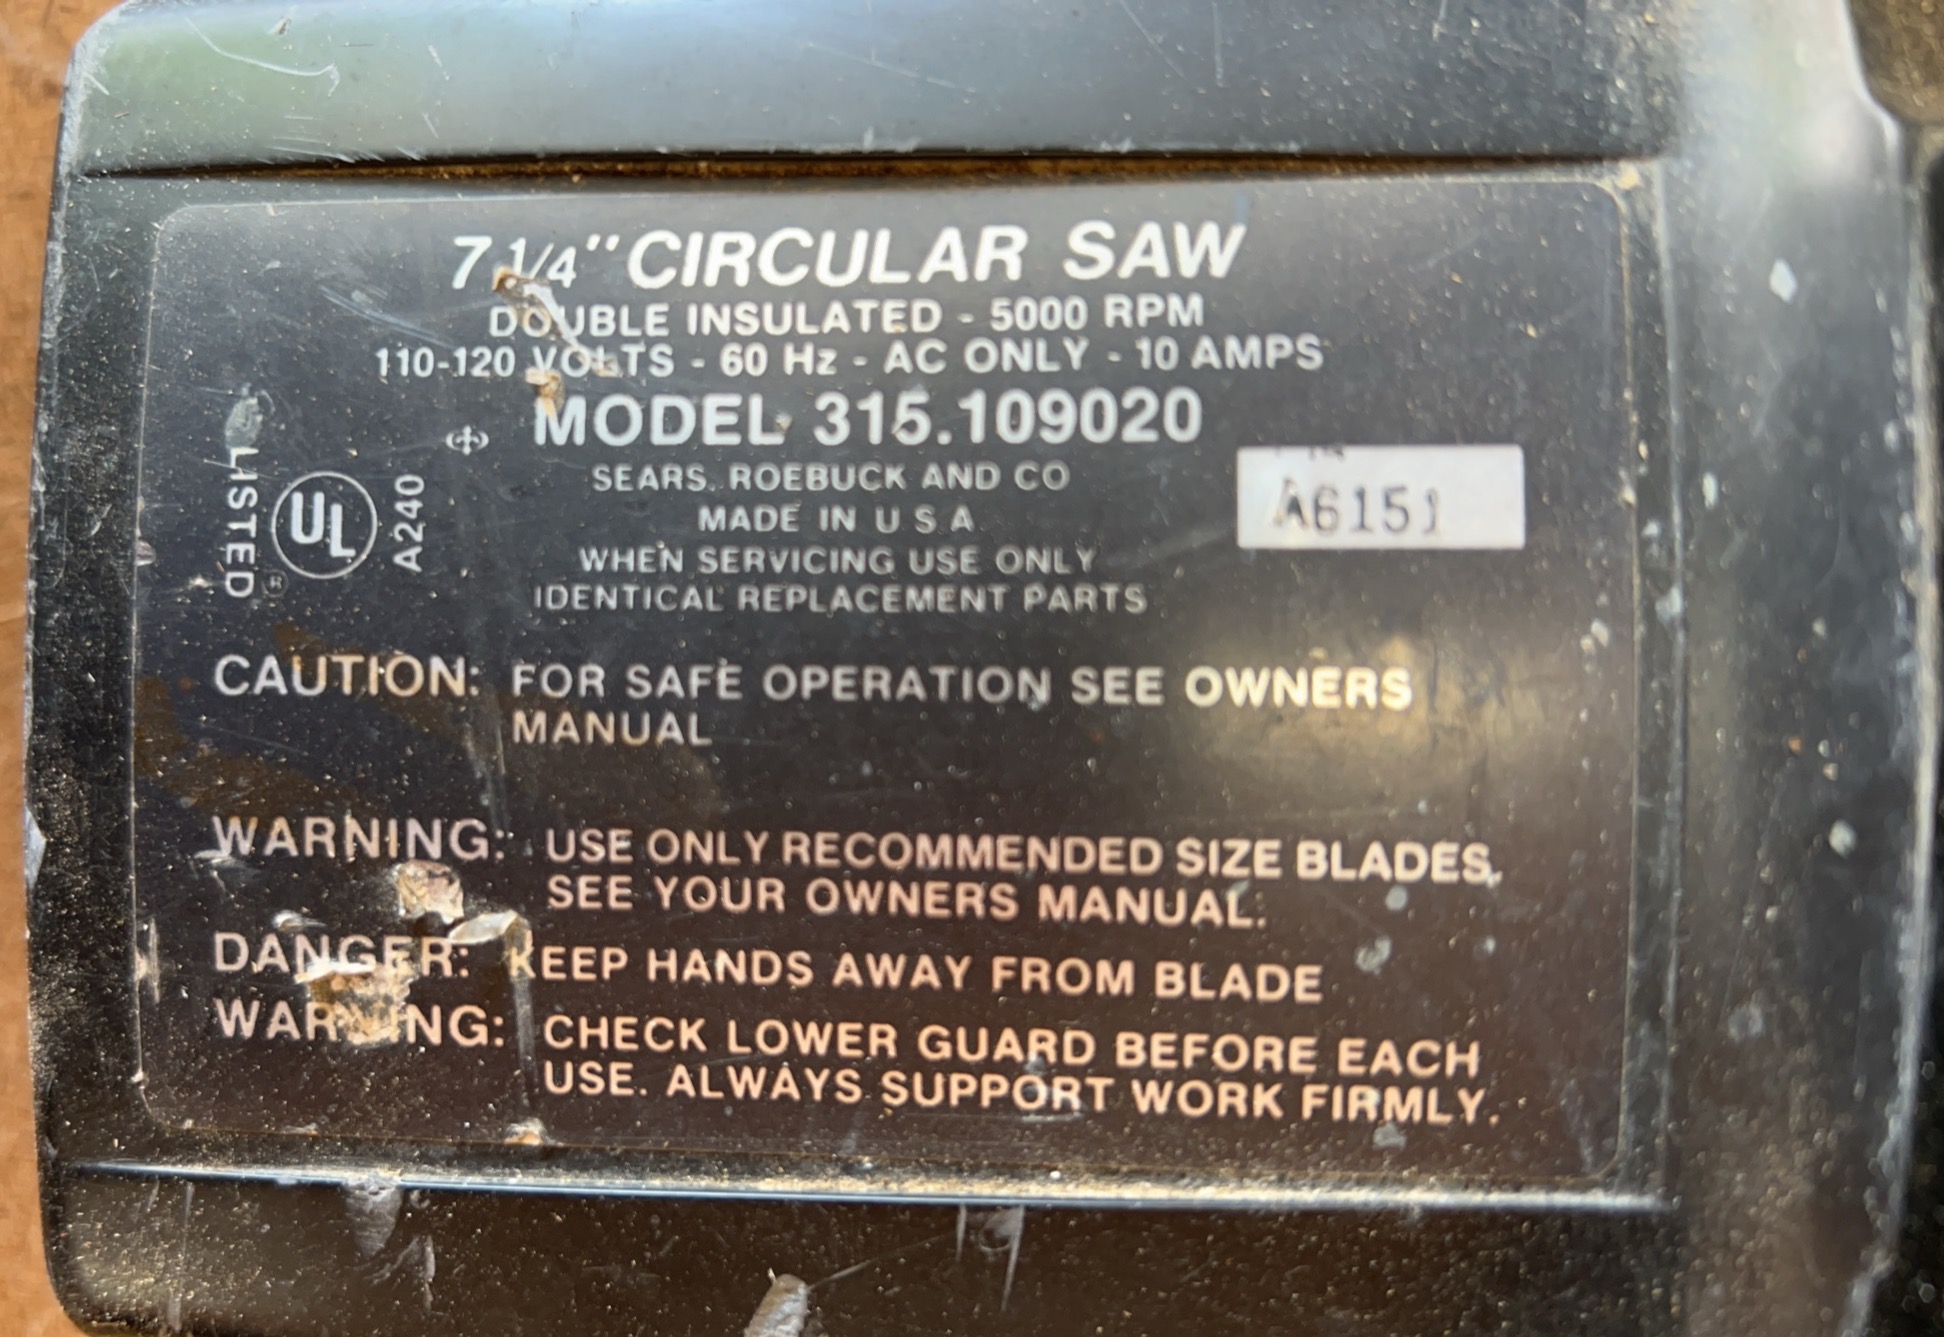 7 1/4" CIRCULAR SAW
DOUBLE INSULATED - 5000 RPM
110-120 VOLTS - 60 Hz - AC ONLY - 10 AMPS
MODEL 315.109020
SEARS, ROEBUCK AND CO
MADE IN U S A
WHEN SERVICING USE ONLY
IDENTICAL REPLACEMENT PARTS
LISTED
UL
®
A240
A6151
CAUTION: FOR SAFE OPERATION SEE OWNERS
MANUAL
WARNING: USE ONLY RECOMMENDED SIZE BLADES.
SEE YOUR OWNERS MANUAL.
DANGER: KEEP HANDS AWAY FROM BLADE
WARNING: CHECK LOWER GUARD BEFORE EACH
USE. ALWAYS SUPPORT WORK FIRMLY.